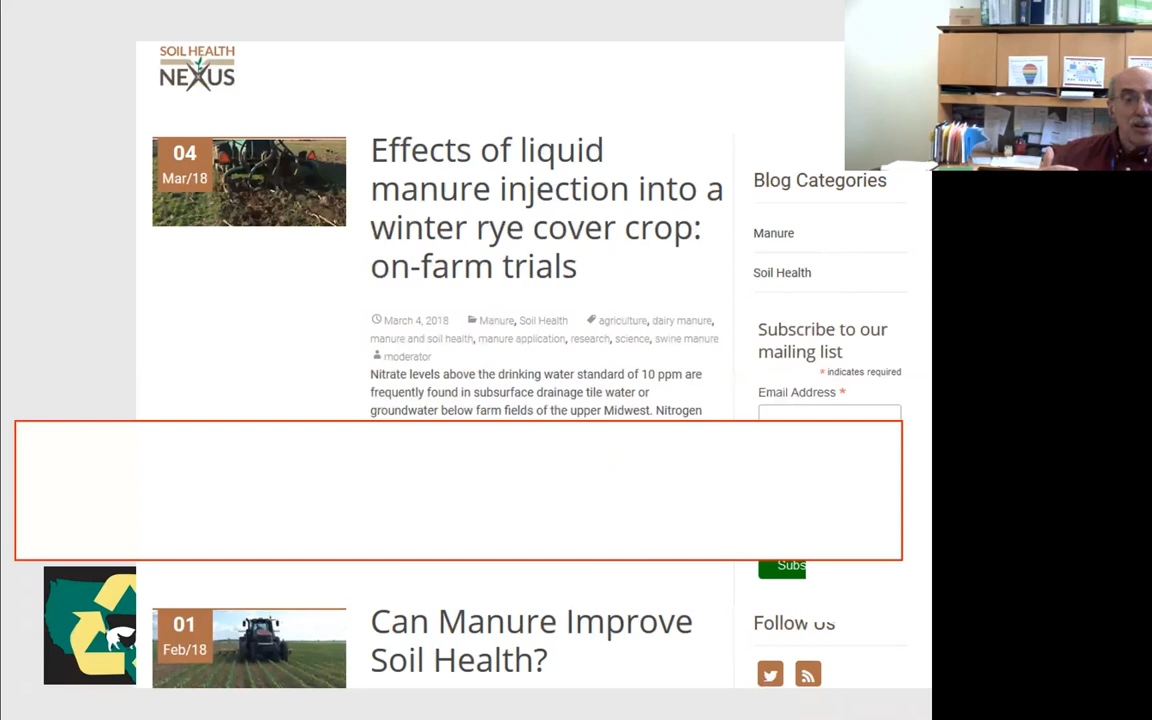 SOIL HEALTH
NEXUS
04
Mar/18
Effects of liquid
manure injection into a
winter rye cover crop:
on-farm trials
March 4, 2018 Manure, Soil Health agriculture, dairy manure,
manure and soil health, manure application, research, science, swine manure
moderator
Nitrate levels above the drinking water standard of 10 ppm are
frequently found in subsurface drainage tile water or
groundwater below farm fields of the upper Midwest. Nitrogen
Blog Categories
Manure
Soil Health
Subscribe to our
mailing list
* indicates required
Email Address *
Subs
01
Feb/18
Can Manure Improve
Soil Health?
Follow us